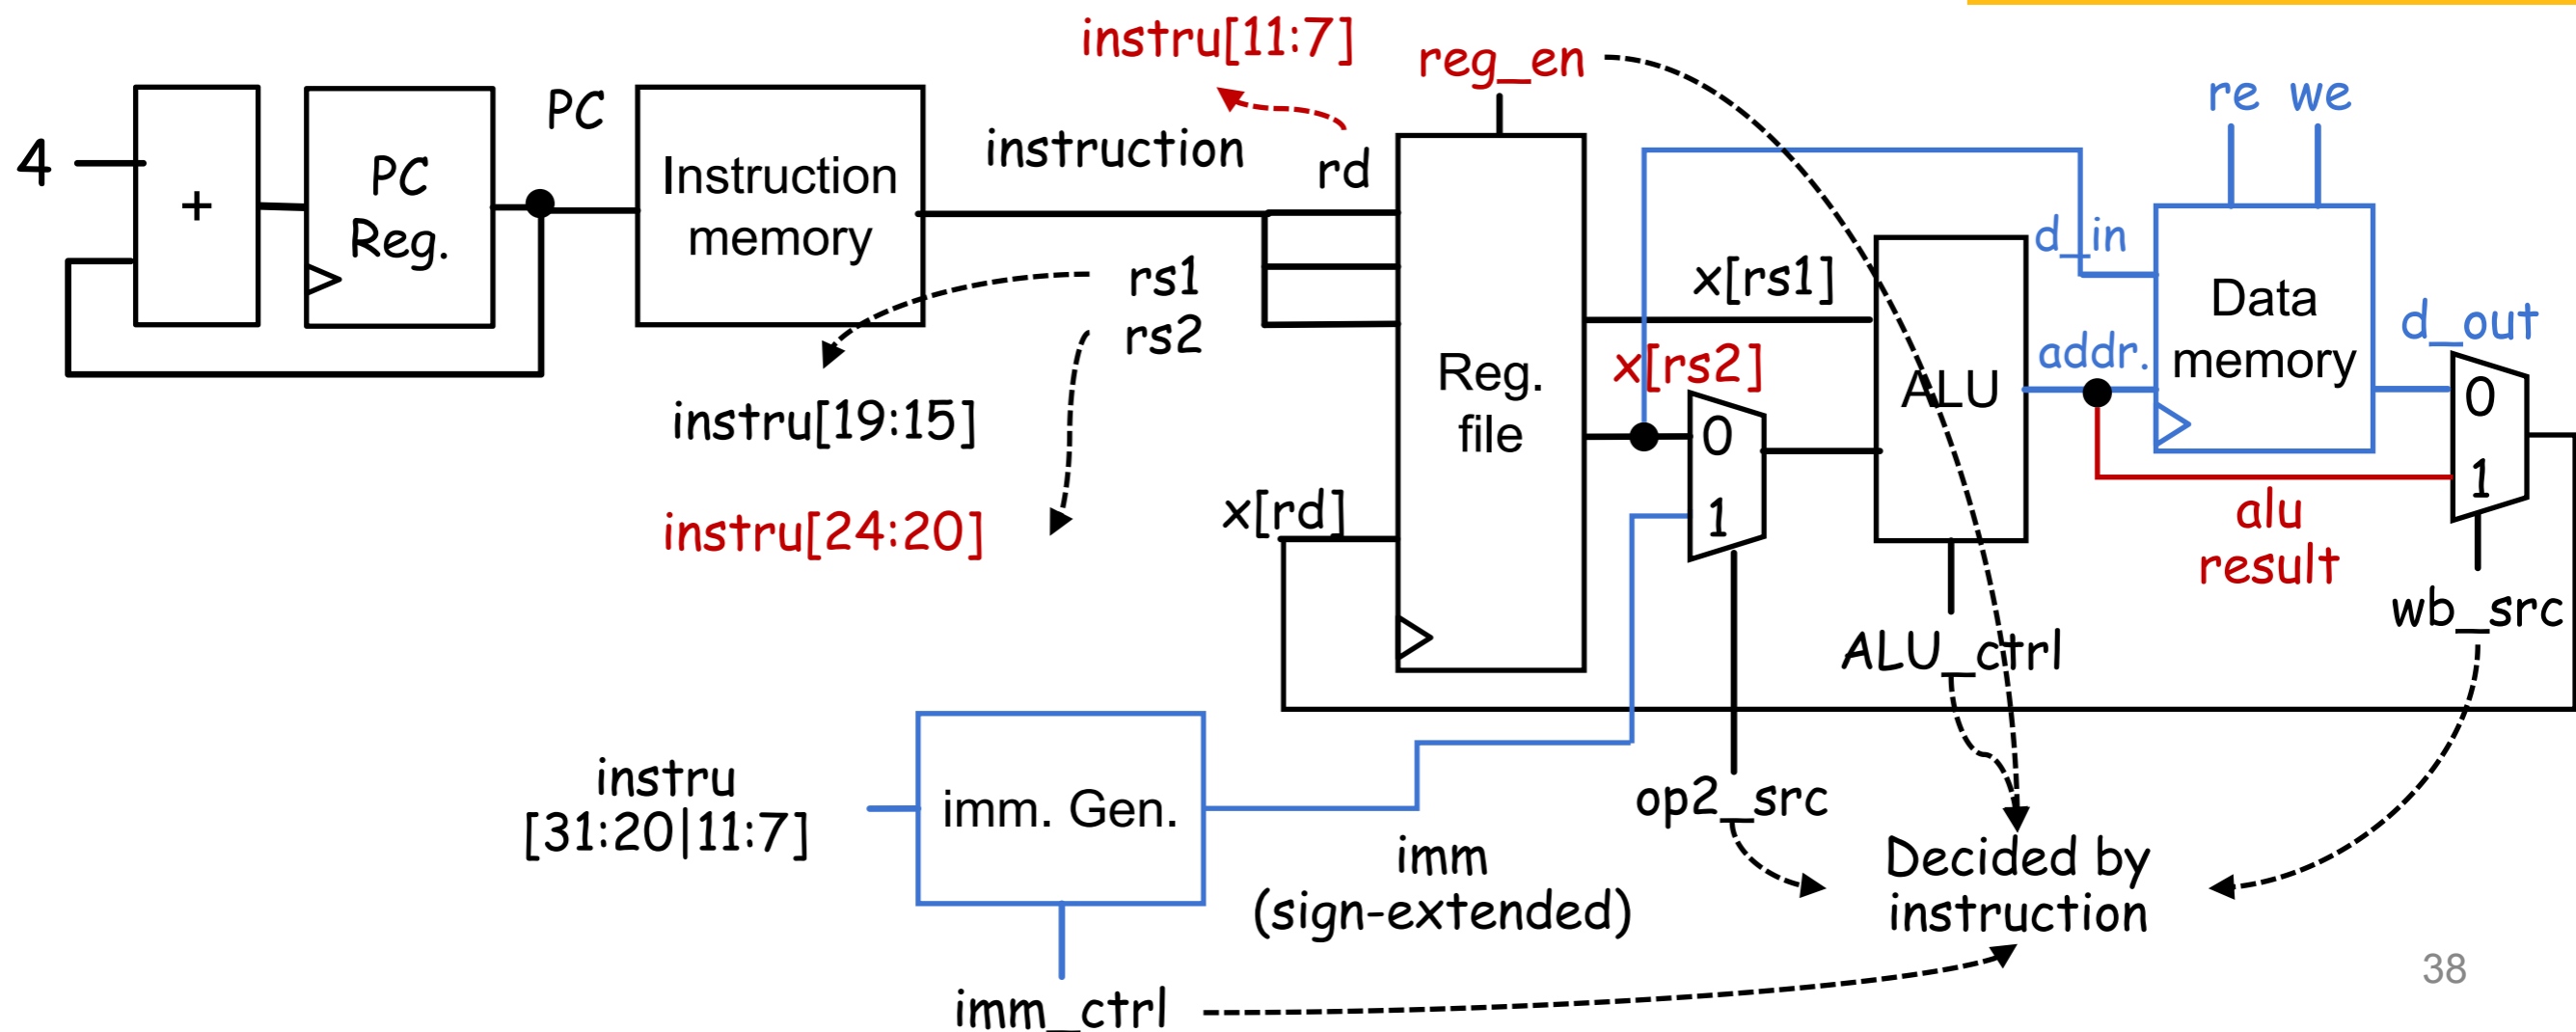 instru[11:7]
reg_en
re we
4
+
PC
Reg.
PC
Instruction
memory
instruction
rd
rs1
rs2
instru[19:15]
instru[24:20]
x[rd]
Reg.
file
x[rs1]
x[rs2]
0
1
ALU
d_in
addr.
Data
memory
d_out
0
1
alu
result
wb_src
ALU_ctrl
op2_src
instru
[31:20|11:7]
imm. Gen.
imm
(sign-extended)
imm_ctrl
Decided by
instruction
38